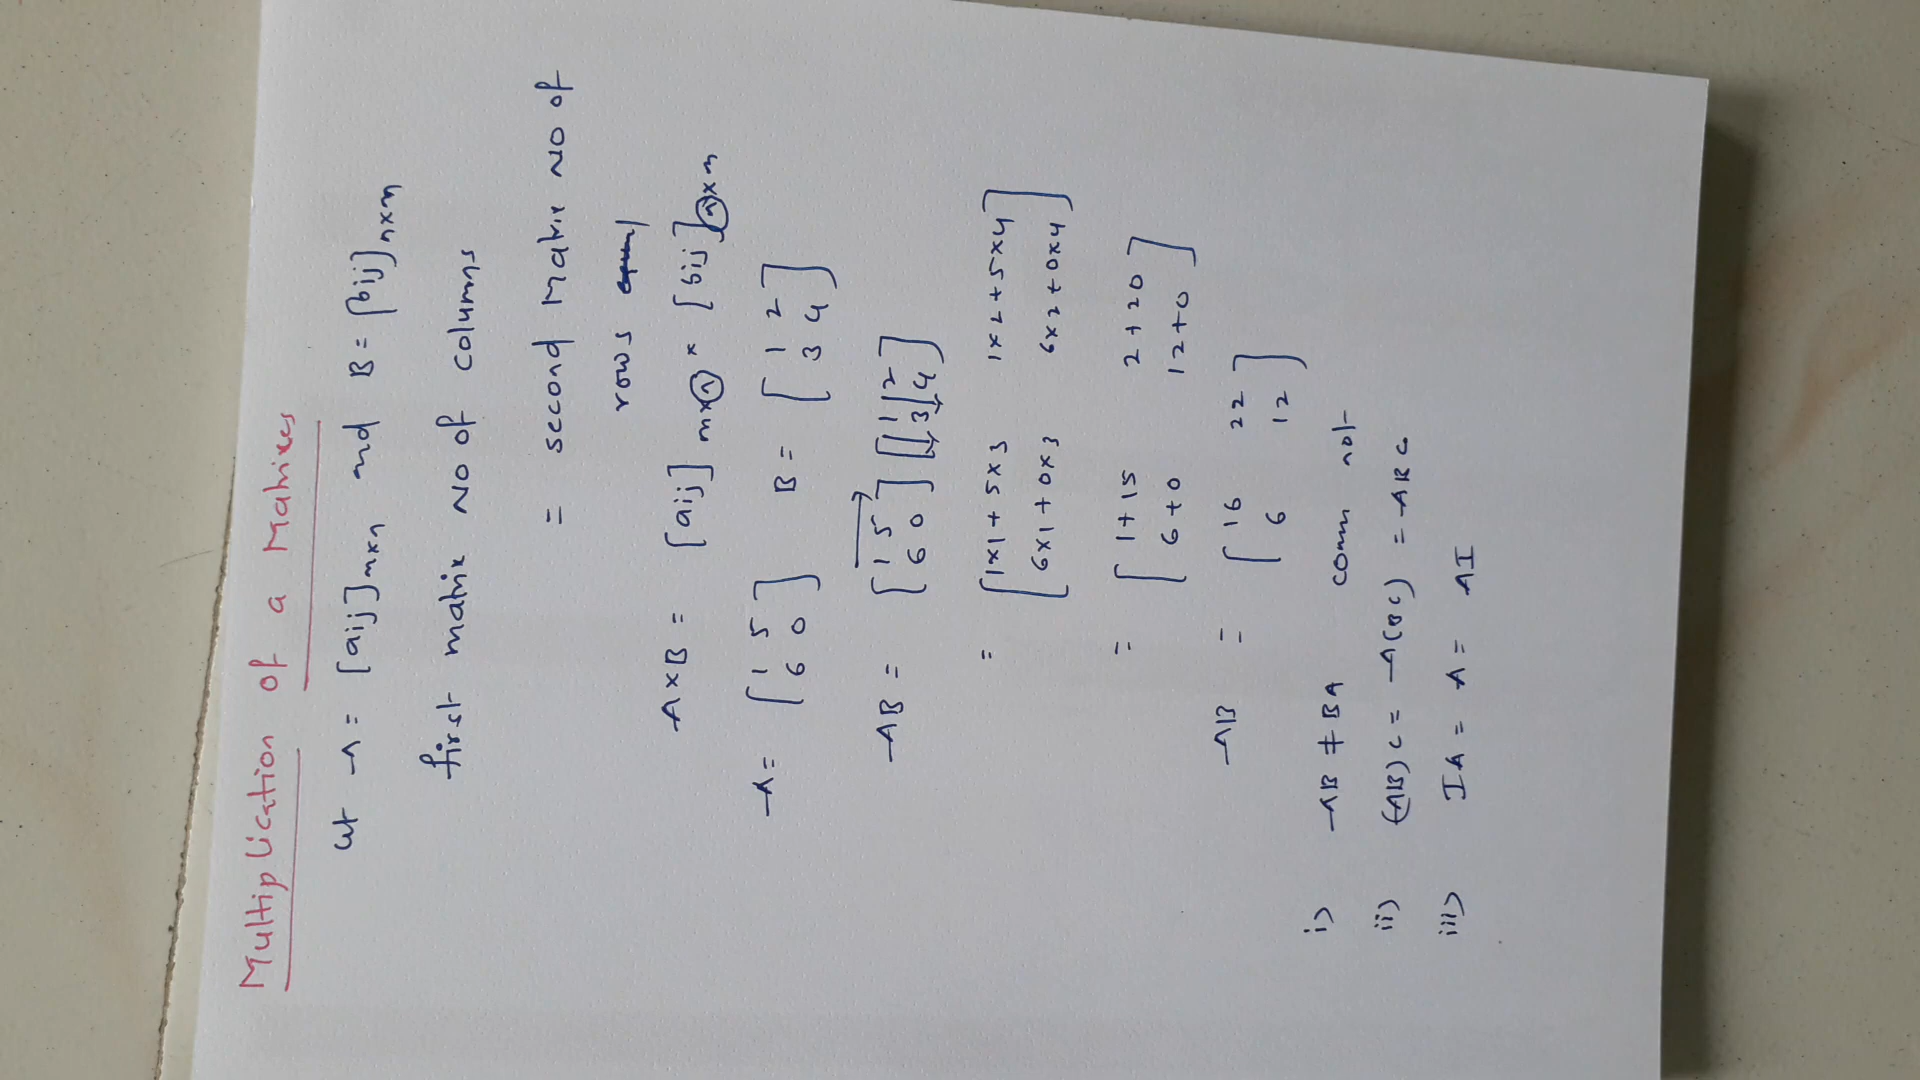 Multiplication of a Matrixes
let A = [aij]mxn nd B = [bij]nxm
first matrix No of columns
= second Matrix No of
rows
A×B = [aij]mxn × [bij]nxm
A = [1 5 B = [1 2
6 0] 3 4]
AB = [1 5 [1 2
6 0] 3 4]
= [1×1+5×3 1×2+5×4
6×1+0×3 6×2+0×4]
= [1+15 2+20
6+0 12+0]
AB = [16 22
6 12]
i) AB ≠ BA comm not
ii) (AB)c = A(Bc) = ABc
iii) IA = A = AI